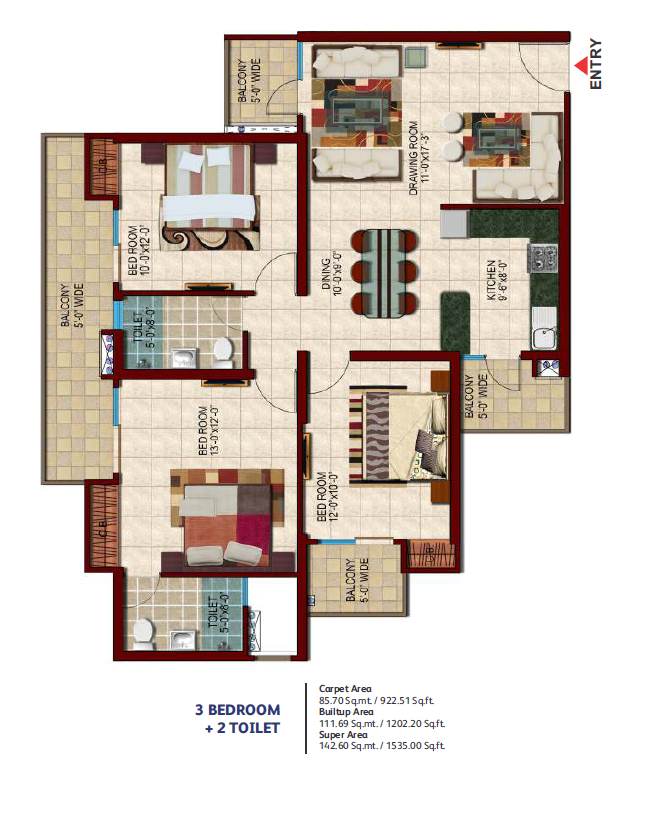 ENTRY
BALCONY
5'-0" WIDE
DRAWING ROOM
11'-0"x17'-3"
C.B.
BED ROOM
10'-0"x12'-0"
BALCONY
5'-0" WIDE
DINING
10'-0"x9'-0"
KITCHEN
9'-6"x8'-0"
TOILET
5'-0"x8'-0"
BALCONY
5'-0" WIDE
BED ROOM
13'-0"x12'-0"
BED ROOM
12'-0"x10'-0"
C.B.
C.B.
BALCONY
5'-0" WIDE
TOILET
5'-0"x8'-0"
3 BEDROOM
+ 2 TOILET
Carpet Area
85.70 Sq.mt. / 922.51 Sq.ft.
Builtup Area
111.69 Sq.mt. / 1202.20 Sq.ft.
Super Area
142.60 Sq.mt. / 1535.00 Sq.ft.